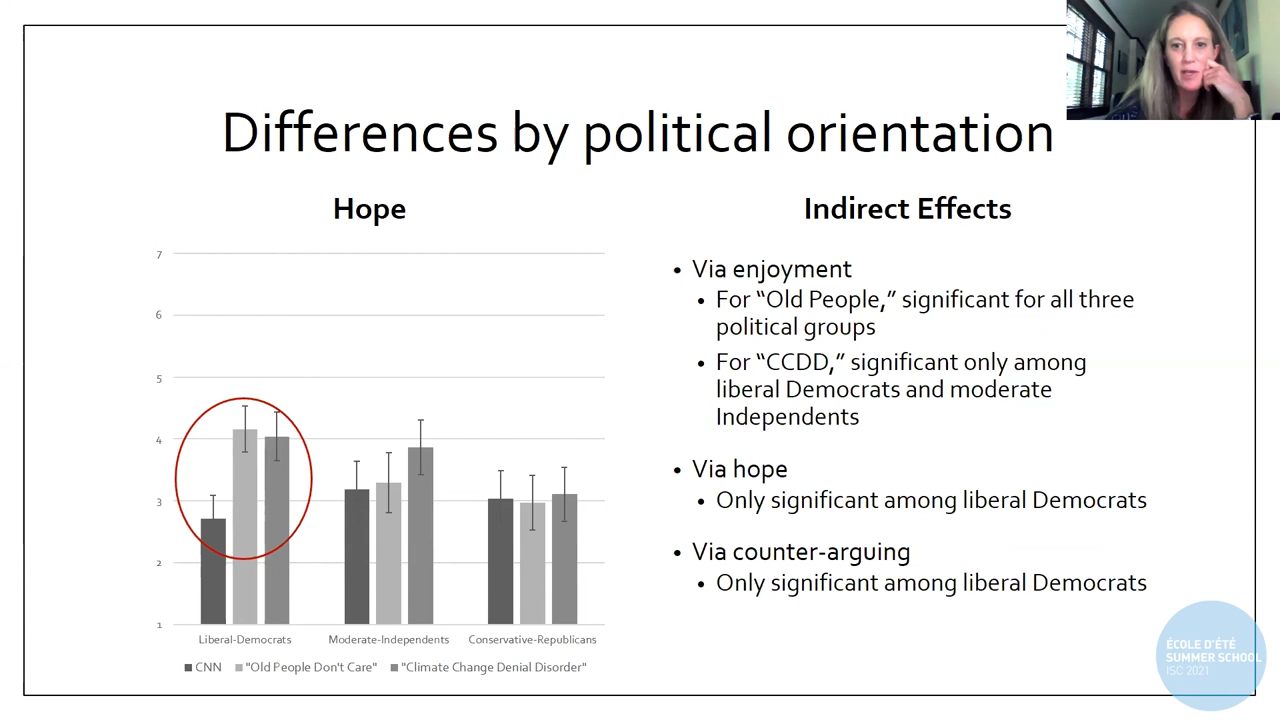 Differences by political orientation
Hope
7
6
5
4
3
2
1
Liberal-Democrats
Moderate-Independents
Conservative-Republicans
CNN
"Old People Don't Care"
"Climate Change Denial Disorder"
Indirect Effects
• Via enjoyment
• For “Old People,” significant for all three
political groups
• For “CCDD,” significant only among
liberal Democrats and moderate
Independents
• Via hope
• Only significant among liberal Democrats
• Via counter-arguing
• Only significant among liberal Democrats
ÉCOLE D'ÉTÉ
SUMMER SCHOOL
ISC 2021